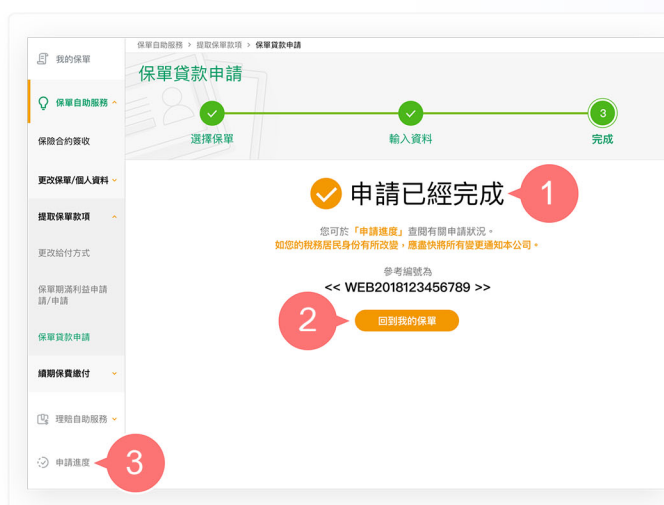 保單自助服務 > 提取保單款項 > 保單貸款申請
我的保單
保單自助服務
保險合約簽收
更改保單/個人資料
提取保單款項
更改給付方式
保單期滿利益申請
請/申請
保單貸款申請
續期保費繳付
理賠自助服務
申請進度
3
保單貸款申請
選擇保單
輸入資料
3
完成
申請已經完成
1
您可於「申請進度」查閱有關申請狀況。
如您的稅務居民身份有所改變，應盡快將所有變更通知本公司。
參考編號為
<< WEB2018123456789 >>
2
回到我的保單